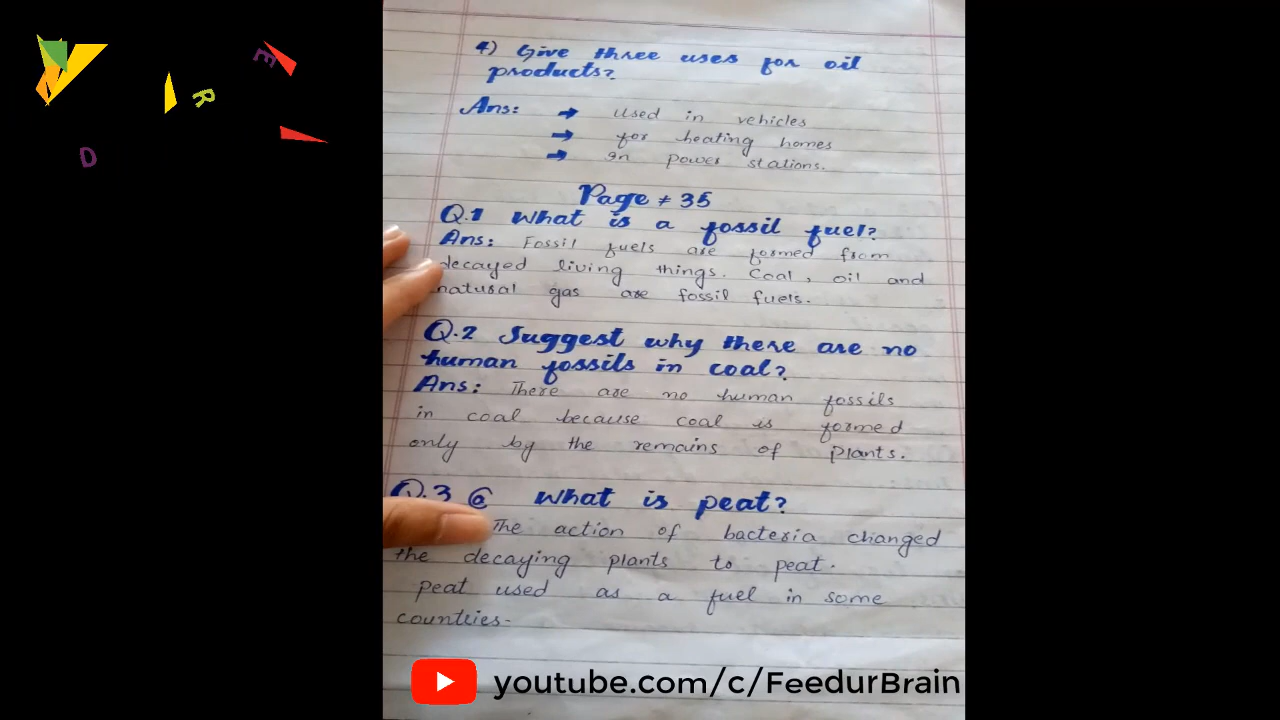 4) Give three uses for oil
products?
Ans: → Used in vehicles
→ for heating homes
→ In power stations.
Page # 35
Q.1 What is a fossil fuel?
Ans: Fossil fuels are formed from
decayed living things. Coal, oil and
natural gas are fossil fuels.
Q.2 Suggest why there are no
human fossils in coal?
Ans: There are no human fossils
in coal because coal is formed
only by the remains of plants.
Q.3 ⓐ What is peat?
The action of bacteria changed
the decaying plants to peat.
peat used as a fuel in some
countries-
youtube.com/c/FeedurBrain
E
R
D